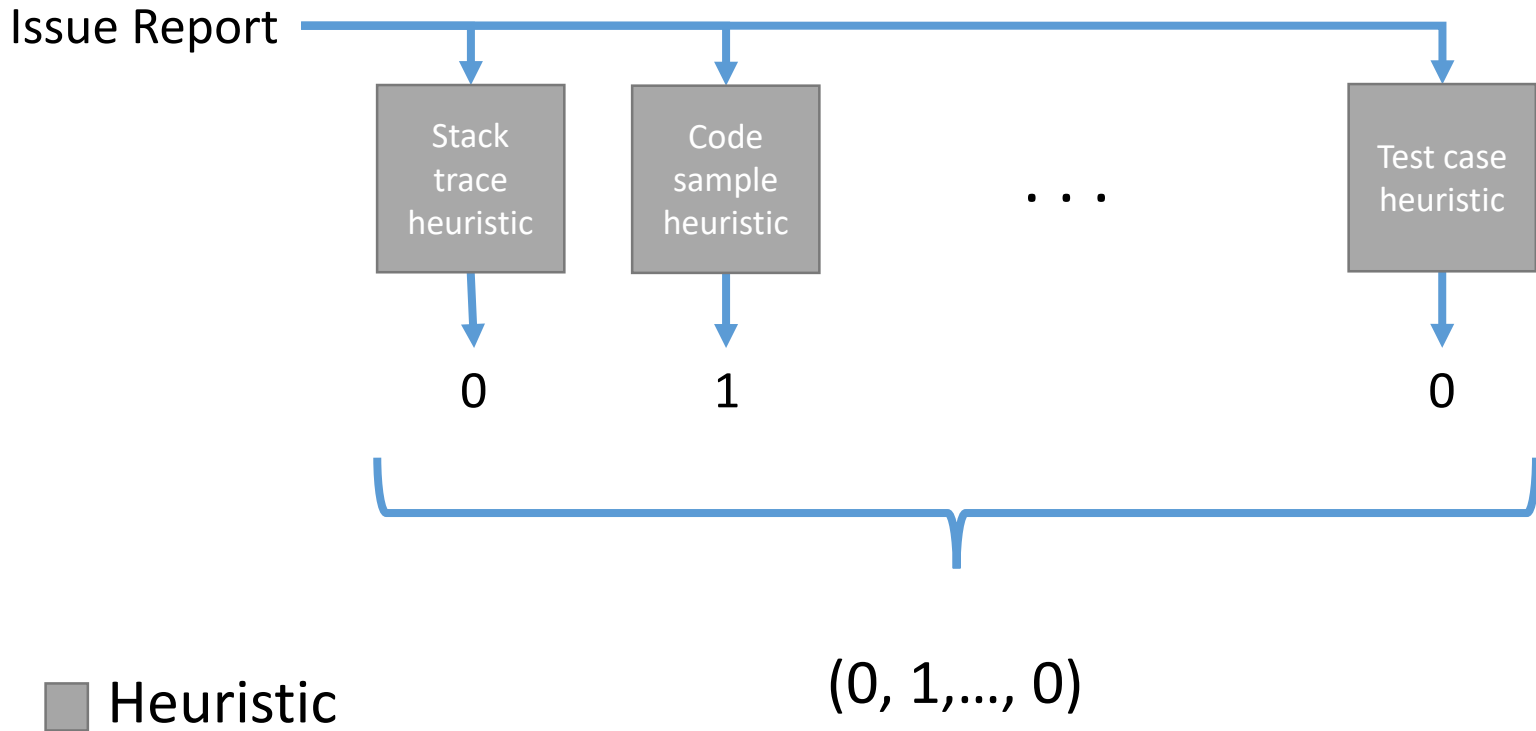 Issue Report
Stack
trace
heuristic
Code
sample
heuristic
. . .
Test case
heuristic
0
1
0
(0, 1,..., 0)
Heuristic